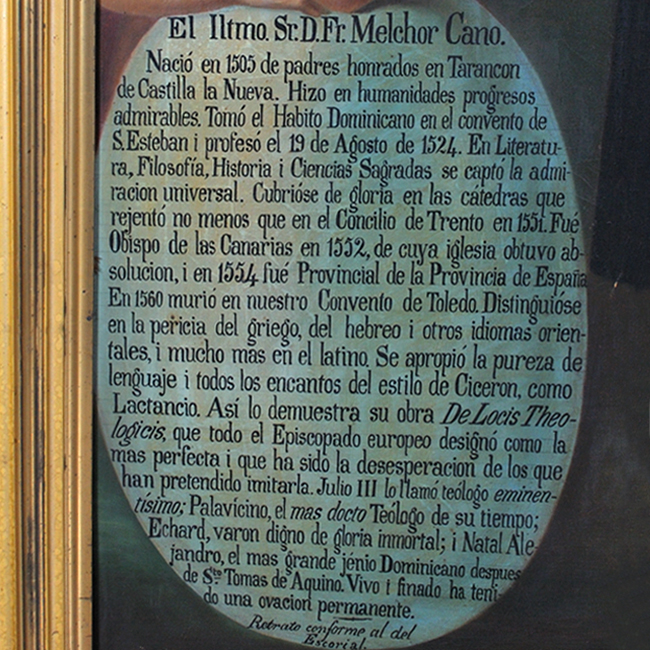 El Iltmo. Sr. D. Fr. Melchor Cano.
Nació en 1505 de padres honrados en Tarancon
de Castilla la Nueva. Hizo en humanidades progresos
admirables. Tomó el Habito Dominicano en el convento de
S. Esteban i profesó el 19 de Agosto de 1524. En Literatu-
ra, Filosofía, Historia i Ciencias Sagradas se captó la admi-
racion universal. Cubrióse de gloria en las cátedras que
rejentó no menos que en el Concilio de Trento en 1551. Fué
Obispo de las Canarias en 1552, de cuya iglesia obtuvo ab-
solucion, i en 1554 fué Provincial de la Provincia de España
En 1560 murió en nuestro Convento de Toledo. Distinguióse
en la pericia del griego, del hebreo i otros idiomas orien-
tales, i mucho mas en el latino. Se apropió la pureza de
lenguaje i todos los encantos del estilo de Ciceron, como
Lactancio. Así lo demuestra su obra De Locis Theo-
logicis, que todo el Episcopado europeo designó como la
mas perfecta i que ha sido la desesperacion de los que
han pretendido imitarla. Julio III lo llamó teólogo eminen-
tísimo; Palavicino, el mas docto Teólogo de su tiempo;
Echard, varon digno de gloria inmortal; i Natal Ale-
jandro, el mas grande jénio Dominicano despues
de Sto. Tomas de Aquino. Vivo i finado ha teni-
do una ovacion permanente.
Retrato conforme al del
Escorial.